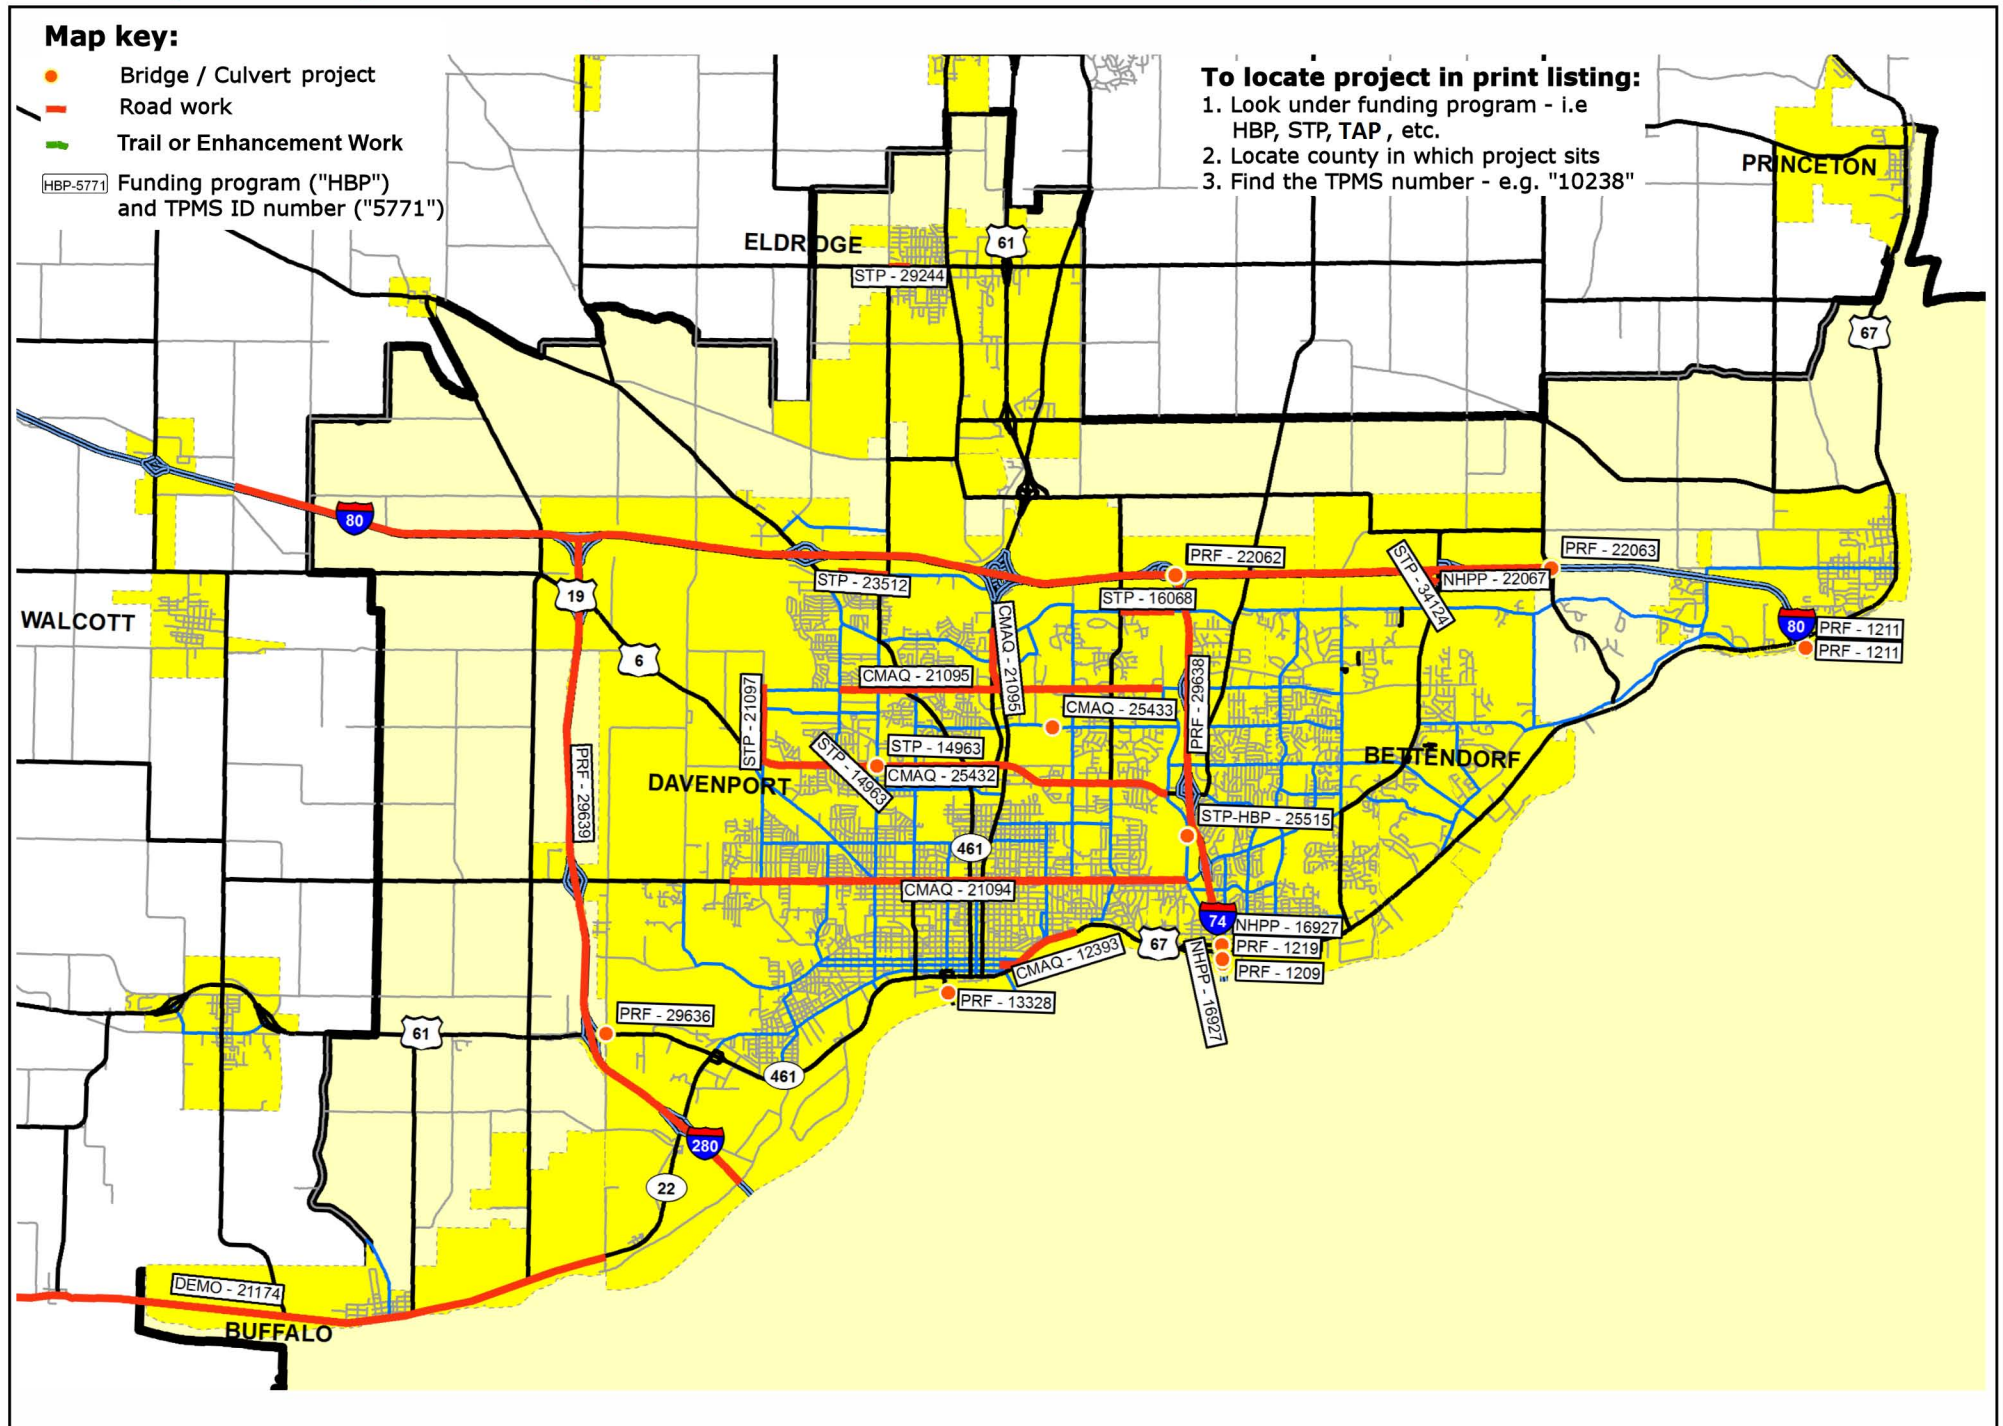 Map key:
Bridge / Culvert project
Road work
Trail or Enhancement Work
HBP-5771
Funding program ("HBP")
and TPMS ID number ("5771")
To locate project in print listing:
1. Look under funding program - i.e
HBP, STP, TAP , etc.
2. Locate county in which project sits
3. Find the TPMS number - e.g. "10238"
PRINCETON
ELDRIDGE
61
STP - 29244
67
80
PRF - 22062
PRF - 22063
STP - 34124
NHPP - 22067
STP - 23512
19
STP - 16068
WALCOTT
CMAQ - 21095
80
PRF - 1211
PRF - 1211
6
CMAQ - 21095
STP - 21097
PRF - 29638
CMAQ - 25433
STP - 14963
STP - 14963
CMAQ - 25432
BETTENDORF
DAVENPORT
PRF - 29639
STP-HBP - 25515
461
CMAQ - 21094
74
NHPP - 16927
67
PRF - 1219
CMAQ - 12393
PRF - 1209
NHPP - 16927
PRF - 13328
PRF - 29636
61
461
280
22
DEMO - 21174
BUFFALO